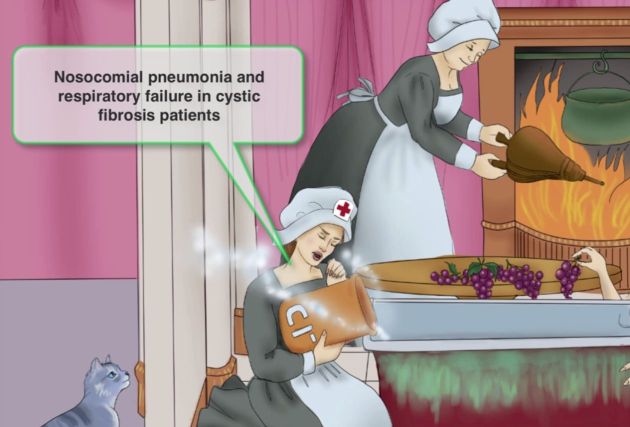 Nosocomial pneumonia and
respiratory failure in cystic
fibrosis patients
Cl-